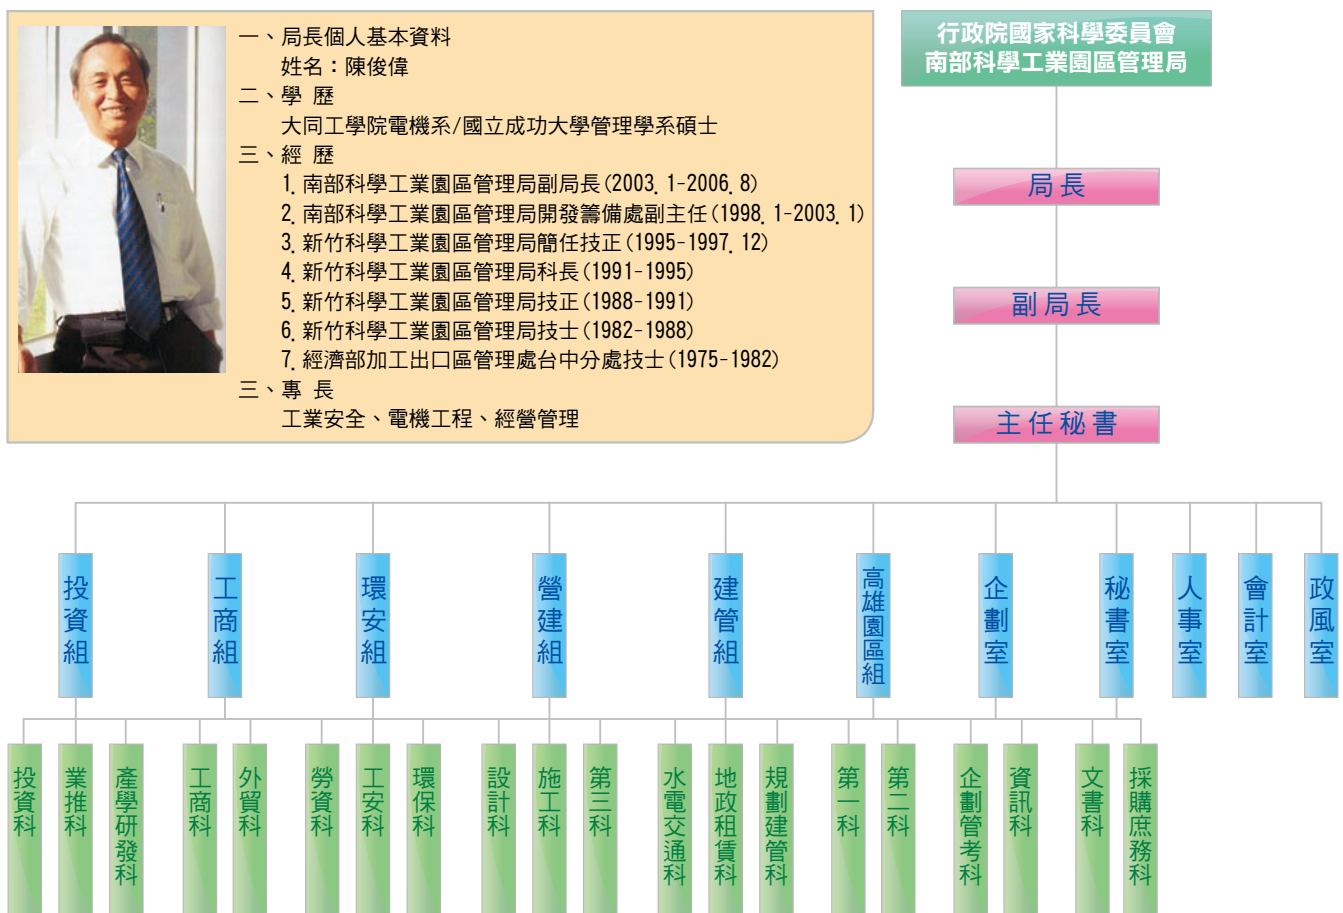 一、局長個人基本資料
姓名：陳俊偉
二、學 歷
大同工學院電機系/國立成功大學管理學系碩士
三、經 歷
1. 南部科學工業園區管理局副局長(2003. 1-2006. 8)
2. 南部科學工業園區管理局開發籌備處副主任(1998. 1-2003. 1)
3. 新竹科學工業園區管理局簡任技正(1995-1997. 12)
4. 新竹科學工業園區管理局科長(1991-1995)
5. 新竹科學工業園區管理局技正(1988-1991)
6. 新竹科學工業園區管理局技士(1982-1988)
7. 經濟部加工出口區管理處台中分處技士(1975-1982)
三、專 長
工業安全、電機工程、經營管理
行政院國家科學委員會
南部科學工業園區管理局
局長
副局長
主任秘書
投資組
工商組
環安組
營建組
建管組
高雄園區組
企劃室
秘書室
人事室
會計室
政風室
投資科
業推科
產學研發科
工商科
外貿科
勞資科
工安科
環保科
設計科
施工科
第三科
水電交通科
地政租賃科
規劃建管科
第一科
第二科
企劃管考科
資訊科
文書科
採購庶務科